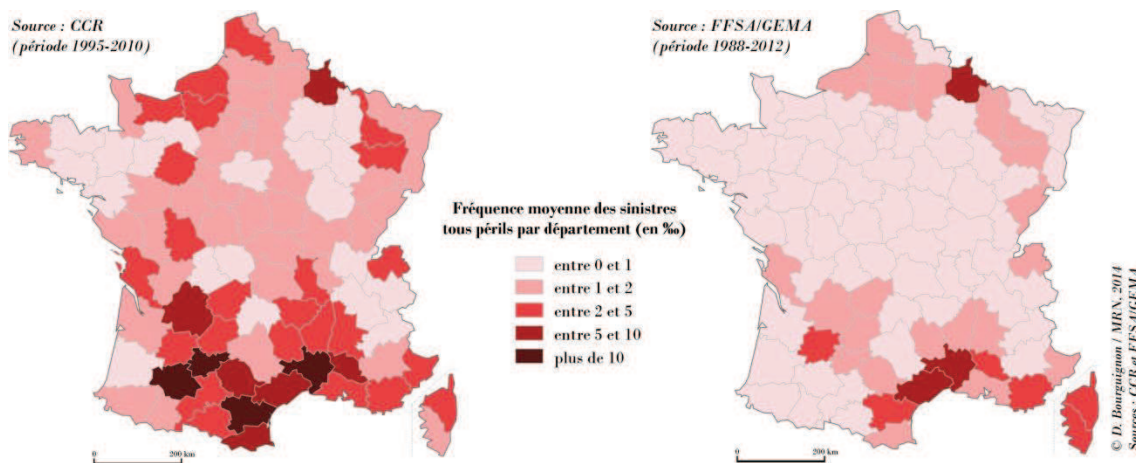 Source : CCR
(période 1995-2010)
Source : FFSA/GEMA
(période 1988-2012)
Fréquence moyenne des sinistres
tous périls par département (en ‰)
entre 0 et 1
entre 1 et 2
entre 2 et 5
entre 5 et 10
plus de 10
0 200 km
0 200 km
© D. Bourguignon / MRN, 2014
Sources : CCR et FFSA/GEMA